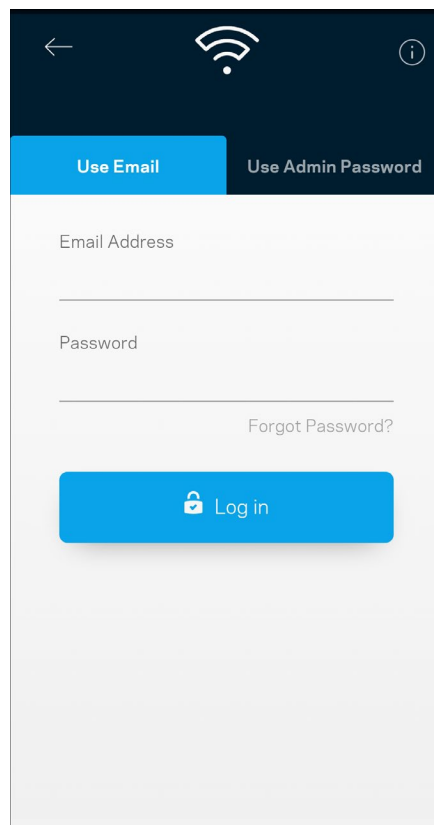 Use Email
Use Admin Password
Email Address
Password
Forgot Password?
Log in